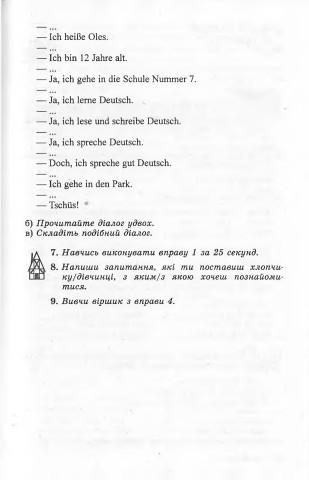 — ...
— Ich heiße Oles.
— ...
— Ich bin 12 Jahre alt.
— ...
— Ja, ich gehe in die Schule Nummer 7.
— ...
— Ja, ich lerne Deutsch.
— ...
— Ja, ich lese und schreibe Deutsch.
— ...
— Ja, ich spreche Deutsch.
— ...
— Doch, ich spreche gut Deutsch.
— ...
— Ich gehe in den Park.
— ...
— Tschüs!
б) Прочитайте діалог удвох.
в) Складіть подібний діалог.
7. Навчись виконувати вправу 1 за 25 секунд.
8. Напиши запитання, які ти поставиш хлопчи-
ку/дівчинці, з яким/з якою хочеш познайоми-
тися.
9. Вивчи віршик з вправи 4.